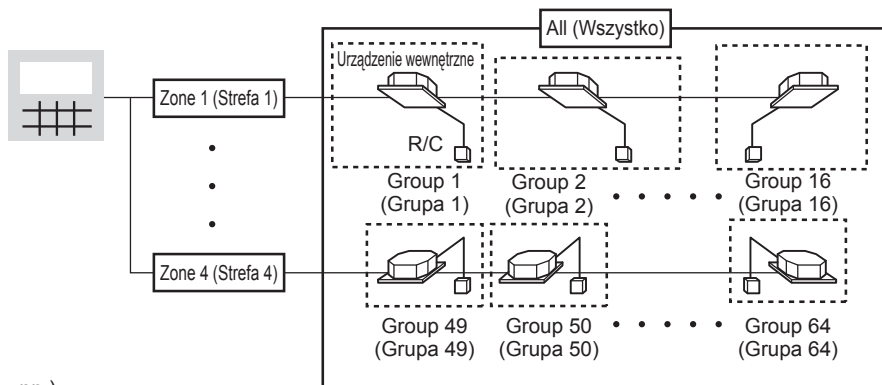 All (Wszystko)
Urządzenie wewnętrzne
Zone 1 (Strefa 1)
R/C
Group 1
(Grupa 1)
Group 2
(Grupa 2)
Group 16
(Grupa 16)
Zone 4 (Strefa 4)
Group 49
(Grupa 49)
Group 50
(Grupa 50)
Group 64
(Grupa 64)